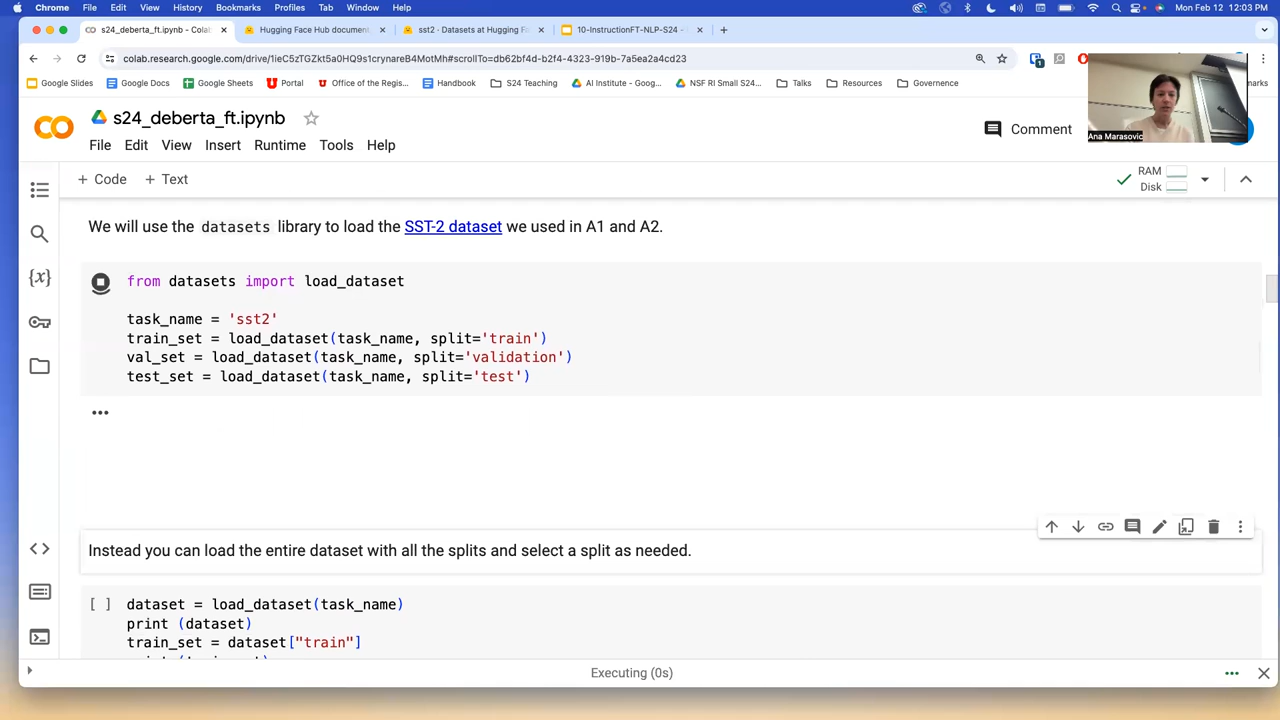 Chrome File Edit View History Bookmarks Profiles Tab Window Help Mon Feb 12 12:03 PM
s24_deberta_ft.ipynb - Colab
Hugging Face Hub document
sst2 · Datasets at Hugging Fa
10-InstructionFT-NLP-S24 -
colab.research.google.com/drive/1ieC5zTGZkt5a0HQ9s1crynareB4MotMh#scrollTo=db62bf4d-b2f4-4323-919b-7a5ea2a4cd23
Google Slides Google Docs Google Sheets Portal Office of the Regis... Handbook S24 Teaching AI Institute - Goog... NSF RI Small S24... Talks Resources Governence
Ana Marasovic
s24_deberta_ft.ipynb
File Edit View Insert Runtime Tools Help
Comment
+ Code + Text
RAM
Disk
We will use the datasets library to load the SST-2 dataset we used in A1 and A2.
from datasets import load_dataset
task_name = 'sst2'
train_set = load_dataset(task_name, split='train')
val_set = load_dataset(task_name, split='validation')
test_set = load_dataset(task_name, split='test')
Instead you can load the entire dataset with all the splits and select a split as needed.
[ ] dataset = load_dataset(task_name)
print (dataset)
train_set = dataset["train"]
Executing (0s)